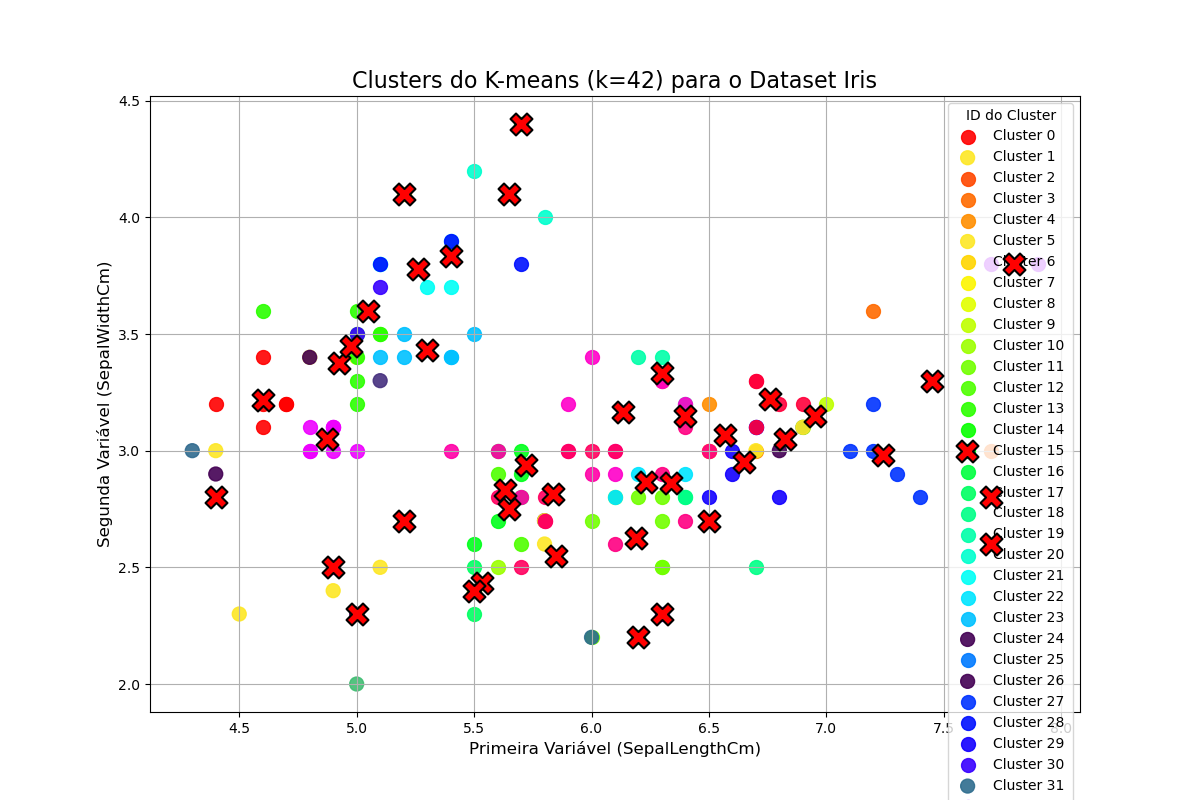 Clusters do K-means (k=42) para o Dataset Iris
Segunda Variável (SepalWidthCm)
4.5
4.0
3.5
3.0
2.5
2.0
4.5
5.0
5.5
6.0
6.5
7.0
7.5
8.0
Primeira Variável (SepalLengthCm)
ID do Cluster
Cluster 0
Cluster 1
Cluster 2
Cluster 3
Cluster 4
Cluster 5
Cluster 6
Cluster 7
Cluster 8
Cluster 9
Cluster 10
Cluster 11
Cluster 12
Cluster 13
Cluster 14
Cluster 15
Cluster 16
Cluster 17
Cluster 18
Cluster 19
Cluster 20
Cluster 21
Cluster 22
Cluster 23
Cluster 24
Cluster 25
Cluster 26
Cluster 27
Cluster 28
Cluster 29
Cluster 30
Cluster 31